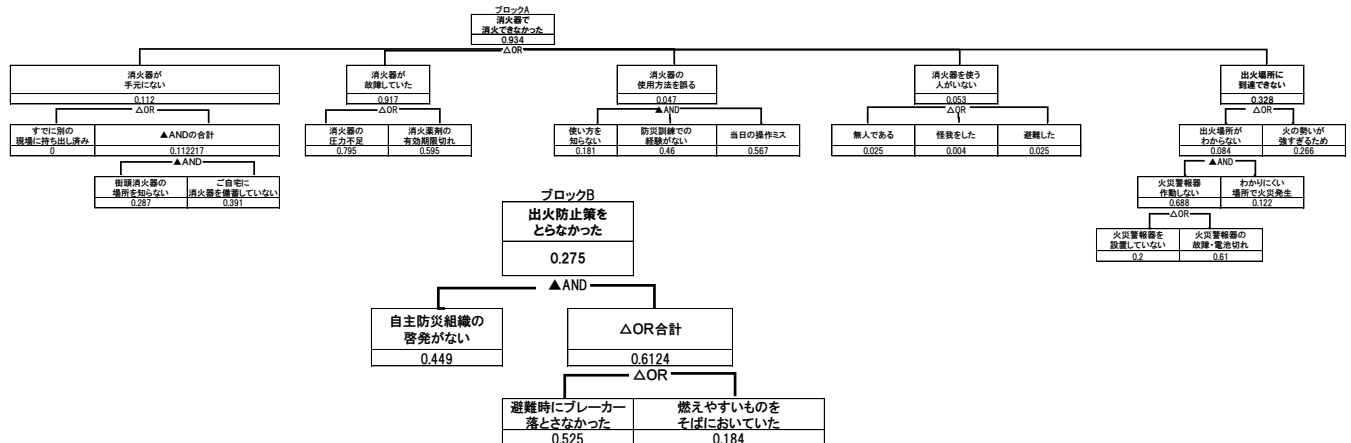 ブロックA
消火器で
消火できなかった
0.934
△OR
消火器が
手元にない
0.112
△OR
すでに別の
現場に持ち出し済み
0
▲ANDの合計
0.112217
▲AND
街頭消火器の
場所を知らない
0.287
ご自宅に
消火器を備蓄していない
0.391
消火器が
故障していた
0.917
△OR
消火器の
圧力不足
0.795
消火薬剤の
有効期限切れ
0.595
消火器の
使用方法を誤る
0.047
▲AND
使い方を
知らない
0.181
防災訓練での
経験がない
0.46
当日の操作ミス
0.567
消火器を使う
人がいない
0.053
△OR
無人である
0.025
怪我をした
0.004
避難した
0.025
出火場所に
到達できない
0.328
△OR
出火場所が
わからない
0.084
火の勢いが
強すぎるため
0.266
▲AND
火災警報器
作動しない
0.688
わかりにくい
場所で火災発生
0.122
△OR
火災警報器を
設置していない
0.2
火災警報器の
故障・電池切れ
0.61
ブロックB
出火防止策を
とらなかった
0.275
▲AND
自主防災組織の
啓発がない
0.449
△OR合計
0.6124
△OR
避難時にブレーカー
落とさなかった
0.525
燃えやすいものを
そばにおいていた
0.184